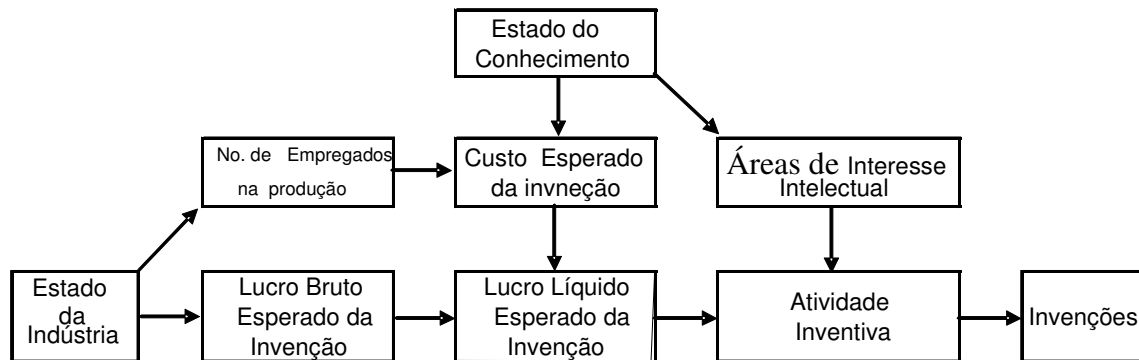 Estado do
Conhecimento
No. de Empregados
na produção
Custo Esperado
da invneção
Áreas de Interesse
Intelectual
Estado
da
Indústria
Lucro Bruto
Esperado da
Invenção
Lucro Líquido
Esperado da
Invenção
Atividade
Inventiva
Invenções